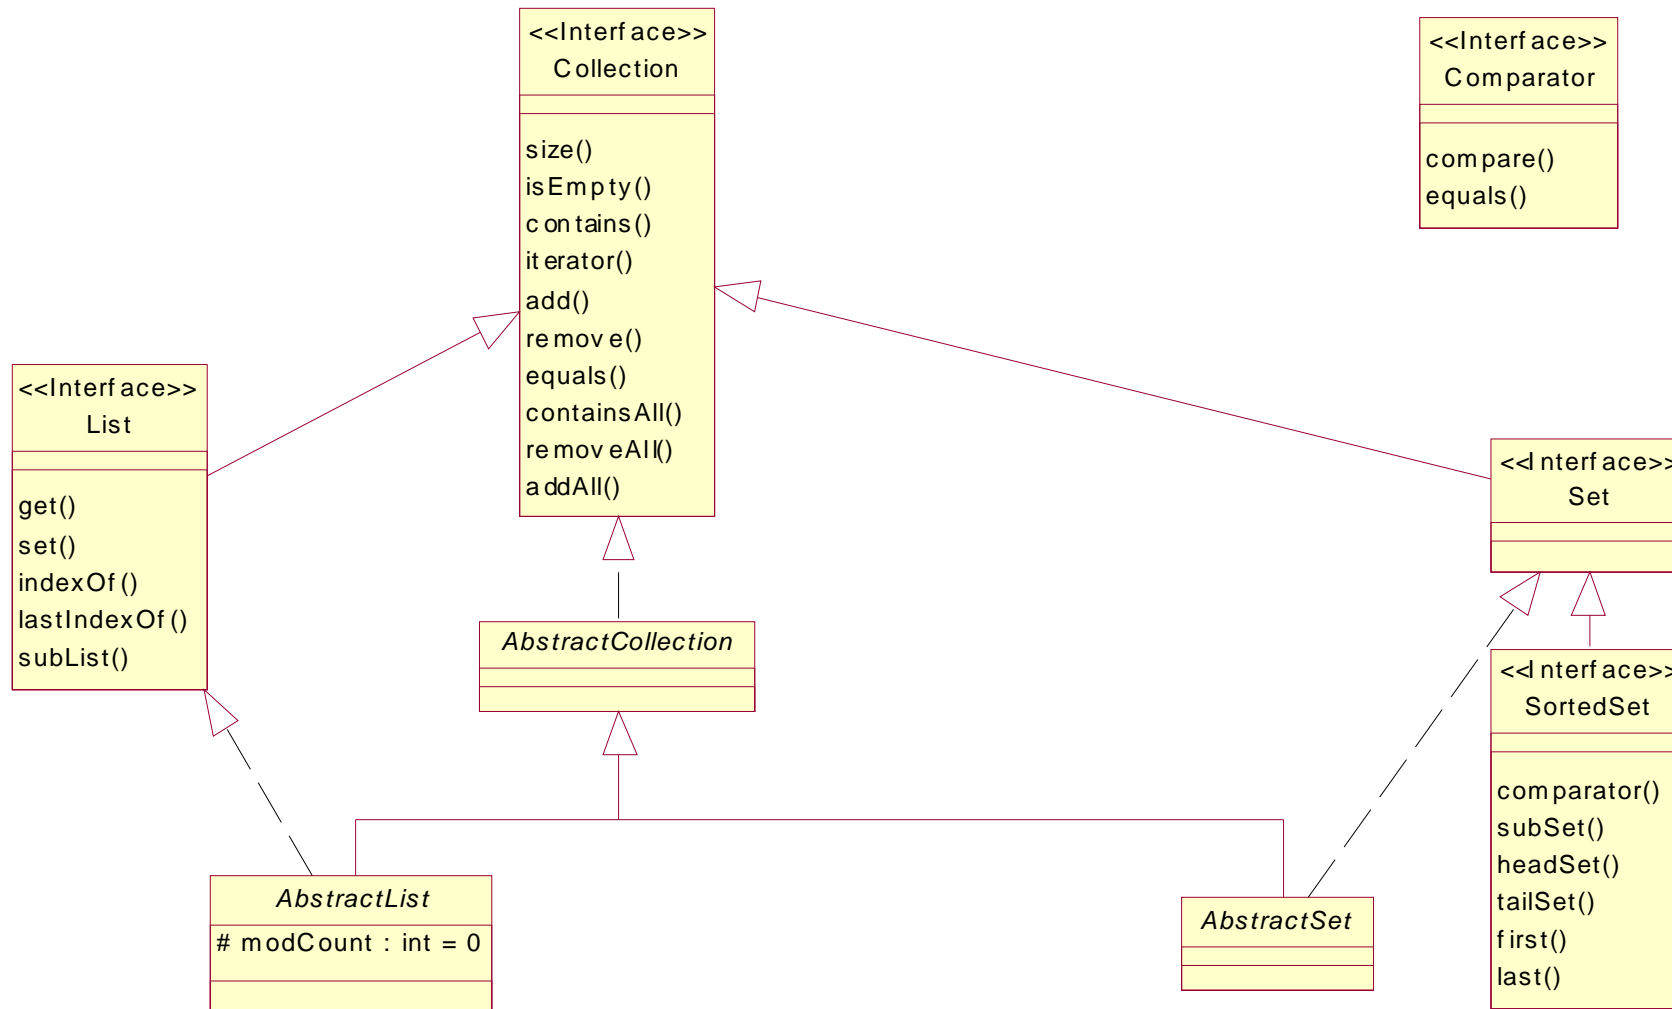 <<Interface>>
Collection
size()
isEmpty()
contains()
iterator()
add()
remove()
equals()
containsAll()
removeAll()
addAll()
<<Interface>>
Comparator
compare()
equals()
<<Interface>>
List
get()
set()
indexOf()
lastIndexOf()
subList()
<<Interface>>
Set
AbstractCollection
<<Interface>>
SortedSet
comparator()
subSet()
headSet()
tailSet()
first()
last()
AbstractList
# modCount : int = 0
AbstractSet